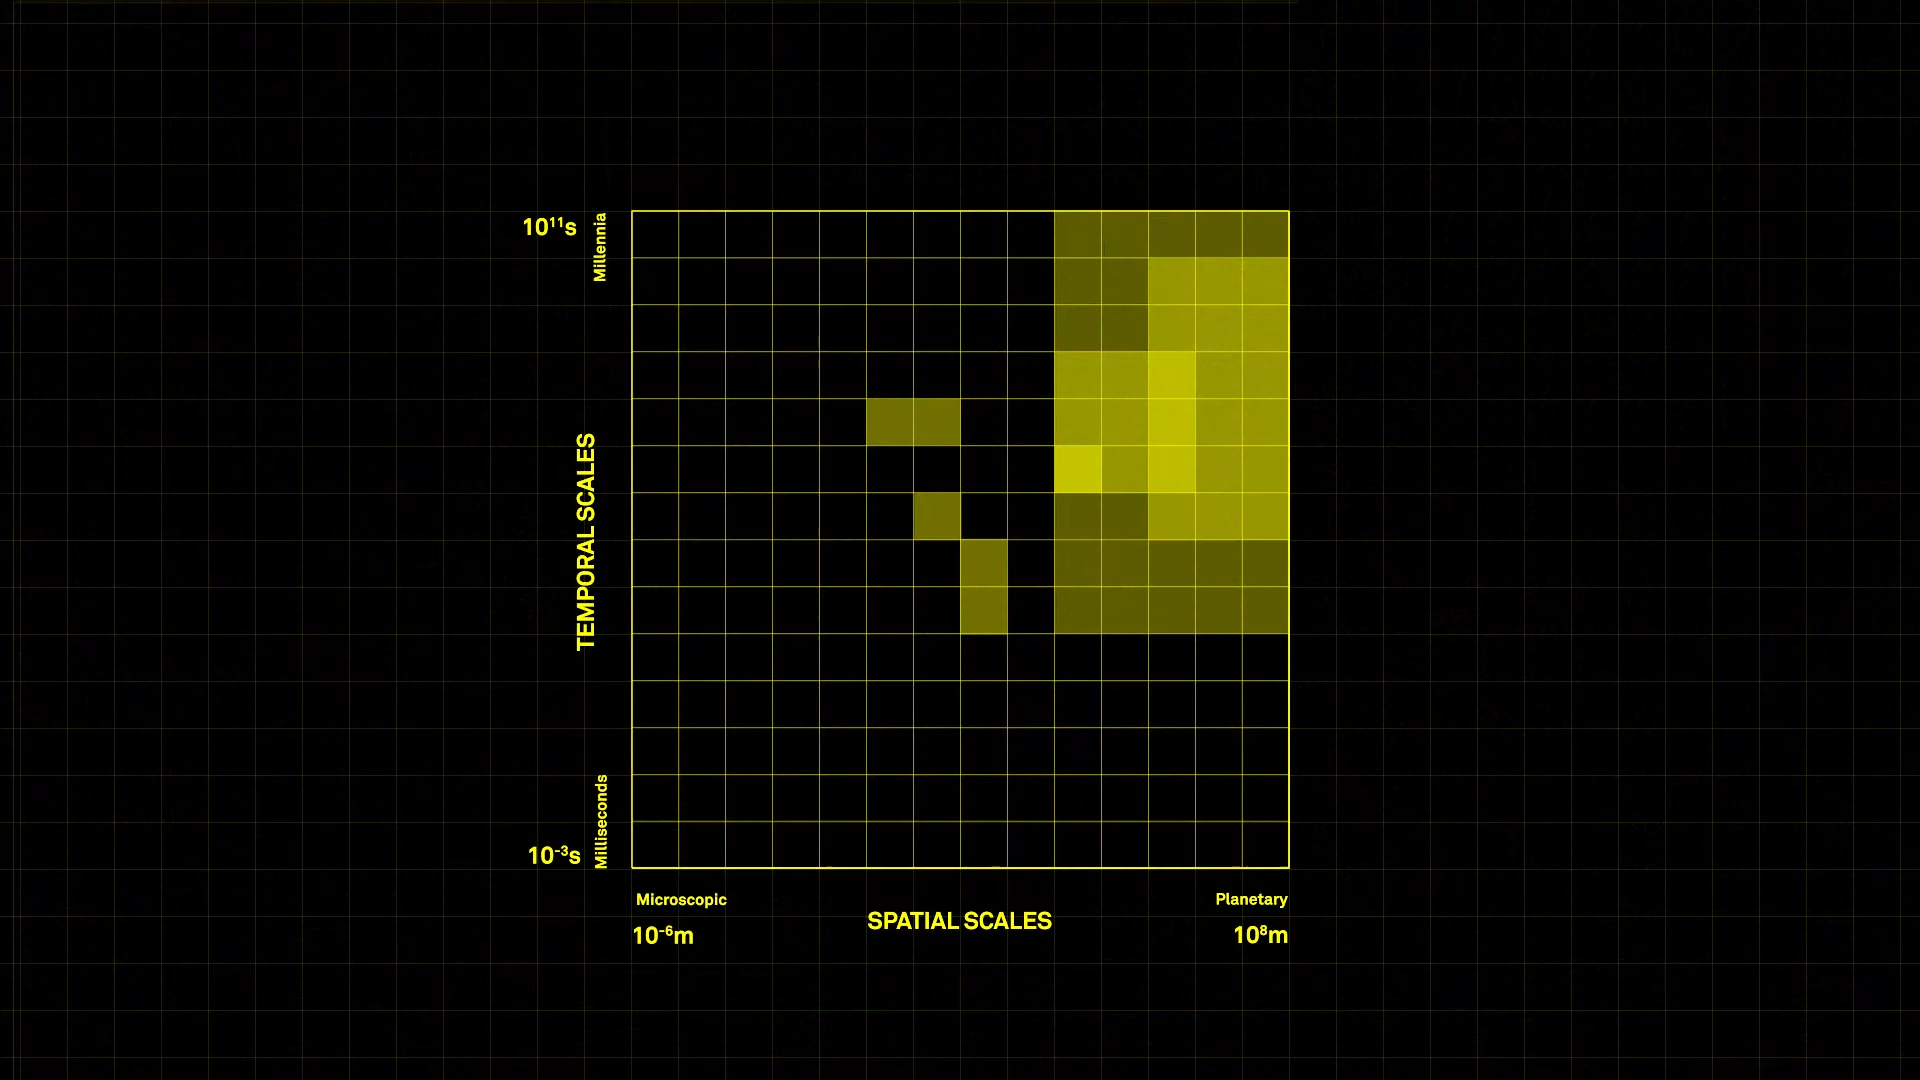 10¹¹s
Millennia
TEMPORAL SCALES
Milliseconds
10⁻³s
Microscopic
Planetary
SPATIAL SCALES
10⁻⁶m
10⁸m